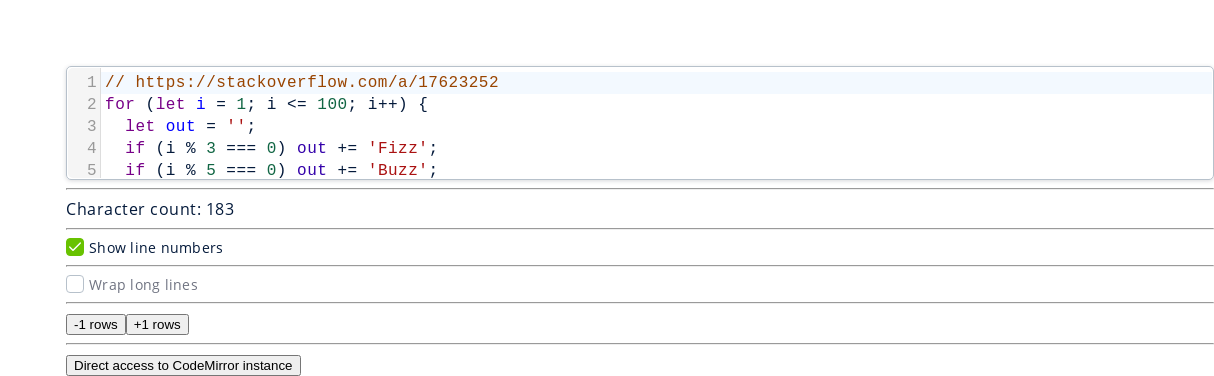 1 // https://stackoverflow.com/a/17623252
2 for (let i = 1; i <= 100; i++) {
3   let out = '';
4   if (i % 3 === 0) out += 'Fizz';
5   if (i % 5 === 0) out += 'Buzz';
Character count: 183
Show line numbers
Wrap long lines
-1 rows +1 rows
Direct access to CodeMirror instance